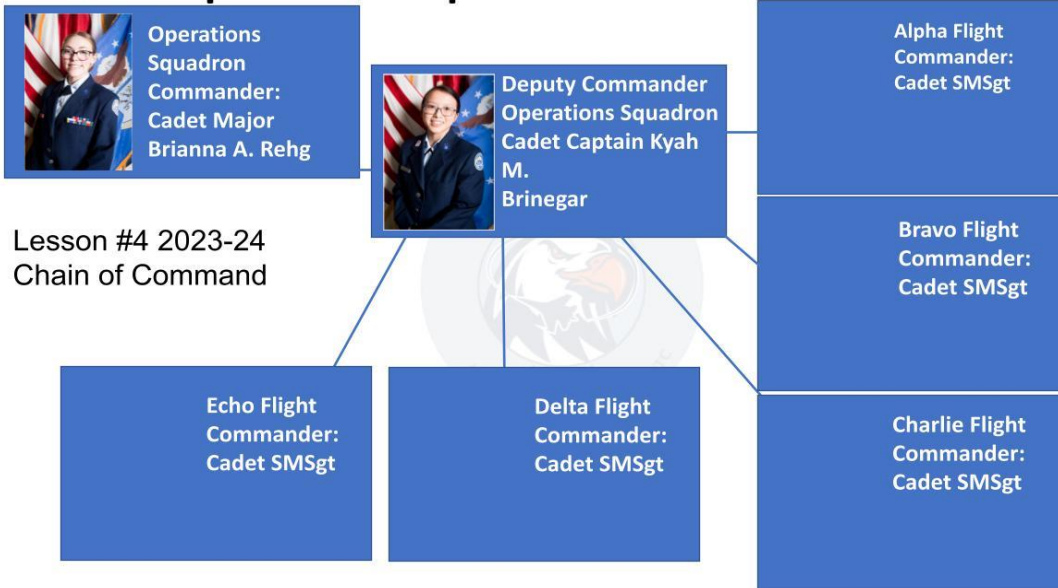 Operations
Squadron
Commander:
Cadet Major
Brianna A. Rehg
Deputy Commander
Operations Squadron
Cadet Captain Kyah
M.
Brinegar
Alpha Flight
Commander:
Cadet SMSgt
Lesson #4 2023-24
Chain of Command
Bravo Flight
Commander:
Cadet SMSgt
Echo Flight
Commander:
Cadet SMSgt
Delta Flight
Commander:
Cadet SMSgt
Charlie Flight
Commander:
Cadet SMSgt